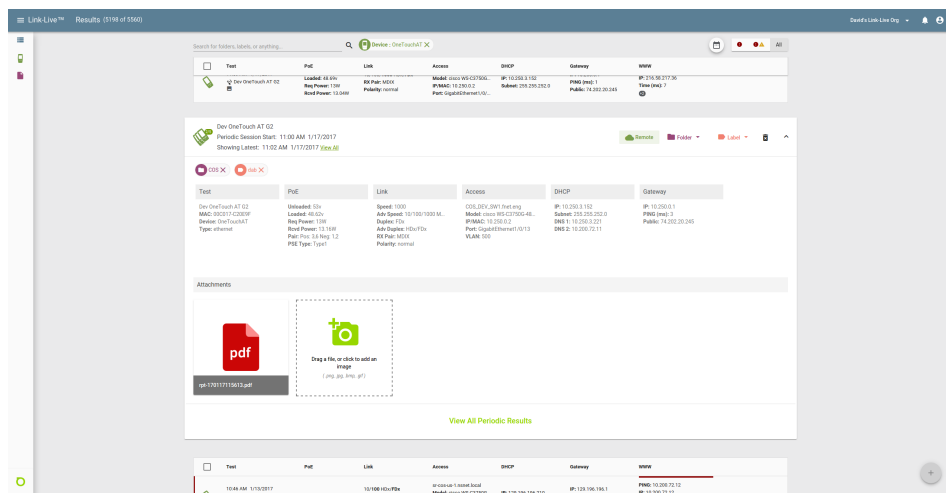 Link-Live™ Results (5198 of 5560) David's Link-Live Org
Search for folders, labels, or anything... Device : OneTouchAT X All
Test PoE Link Access DHCP Gateway WWW
Dev OneTouch AT G2
Loaded: 48.69v
Req Power: 13W
Rcvd Power: 13.04W
RX Pair: MDIX
Polarity: normal
Model: cisco WS-C3750G...
IP/MAC: 10.250.0.2
Port: GigabitEthernet1/0/...
IP: 10.250.3.152
Subnet: 255.255.252.0
PING (ms): 1
Public: 74.202.20.245
IP: 216.58.217.36
Time (ms): 7
Dev OneTouch AT G2
Periodic Session Start: 11:00 AM 1/17/2017
Showing Latest: 11:02 AM 1/17/2017 View All
Remote Folder Label
COS X
X
Test PoE Link Access DHCP Gateway
Dev OneTouch AT G2
MAC: 00C017-C20E9F
Device: OneTouchAT
Type: ethernet
Unloaded: 53v
Loaded: 48.62v
Req Power: 13W
Rcvd Power: 13.16W
Pair: Pos: 3,6 Neg: 1,2
PSE Type: Type1
Speed: 1000
Adv Speed: 10/100/1000 M...
Duplex: FDx
Adv Duplex: HDx/FDx
RX Pair: MDIX
Polarity: normal
COS_DEV_SW1.fnet.eng
Model: cisco WS-C3750G-48...
IP/MAC: 10.250.0.2
Port: GigabitEthernet1/0/13
VLAN: 500
IP: 10.250.3.152
Subnet: 255.255.252.0
DNS 1: 10.250.3.221
DNS 2: 10.200.72.11
IP: 10.250.0.1
PING (ms): 3
Public: 74.202.20.245
Attachments
pdf
rpt-170117115613.pdf
Drag a file, or click to add an
image
( .png, .jpg, .bmp, .gif )
View All Periodic Results
Test PoE Link Access DHCP Gateway WWW
10:46 AM 1/13/2017
10/100 HDx/FDx
IP: 129.196.196.1
PING: 10.200.72.12